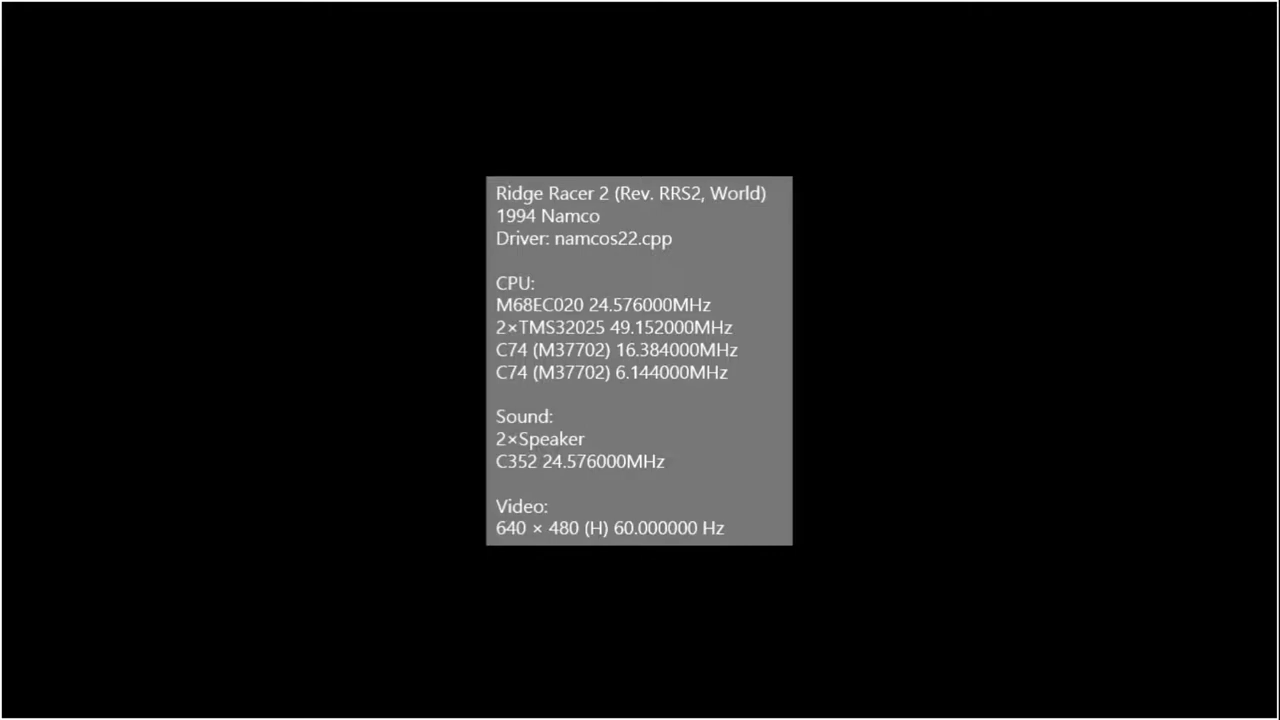 Ridge Racer 2 (Rev. RRS2, World)
1994 Namco
Driver: namcos22.cpp
CPU:
M68EC020 24.576000MHz
2×TMS32025 49.152000MHz
C74 (M37702) 16.384000MHz
C74 (M37702) 6.144000MHz
Sound:
2×Speaker
C352 24.576000MHz
Video:
640 × 480 (H) 60.000000 Hz